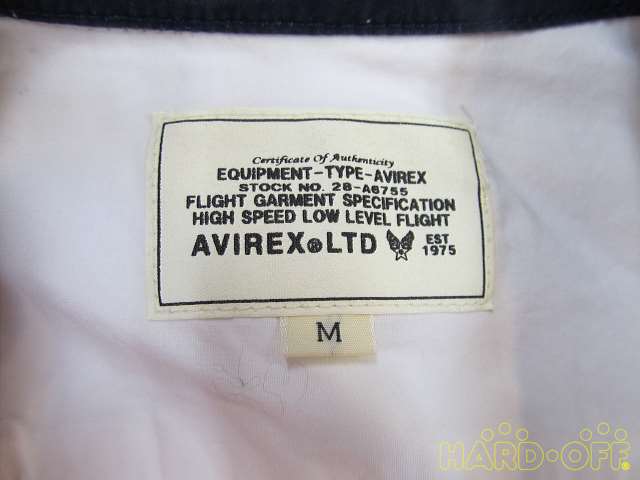 Certificate Of Authenticity
EQUIPMENT-TYPE-AVIREX
STOCK NO. 28-A6755
FLIGHT GARMENT SPECIFICATION
HIGH SPEED LOW LEVEL FLIGHT
AVIREX®LTD EST 1975
M
HARD·OFF